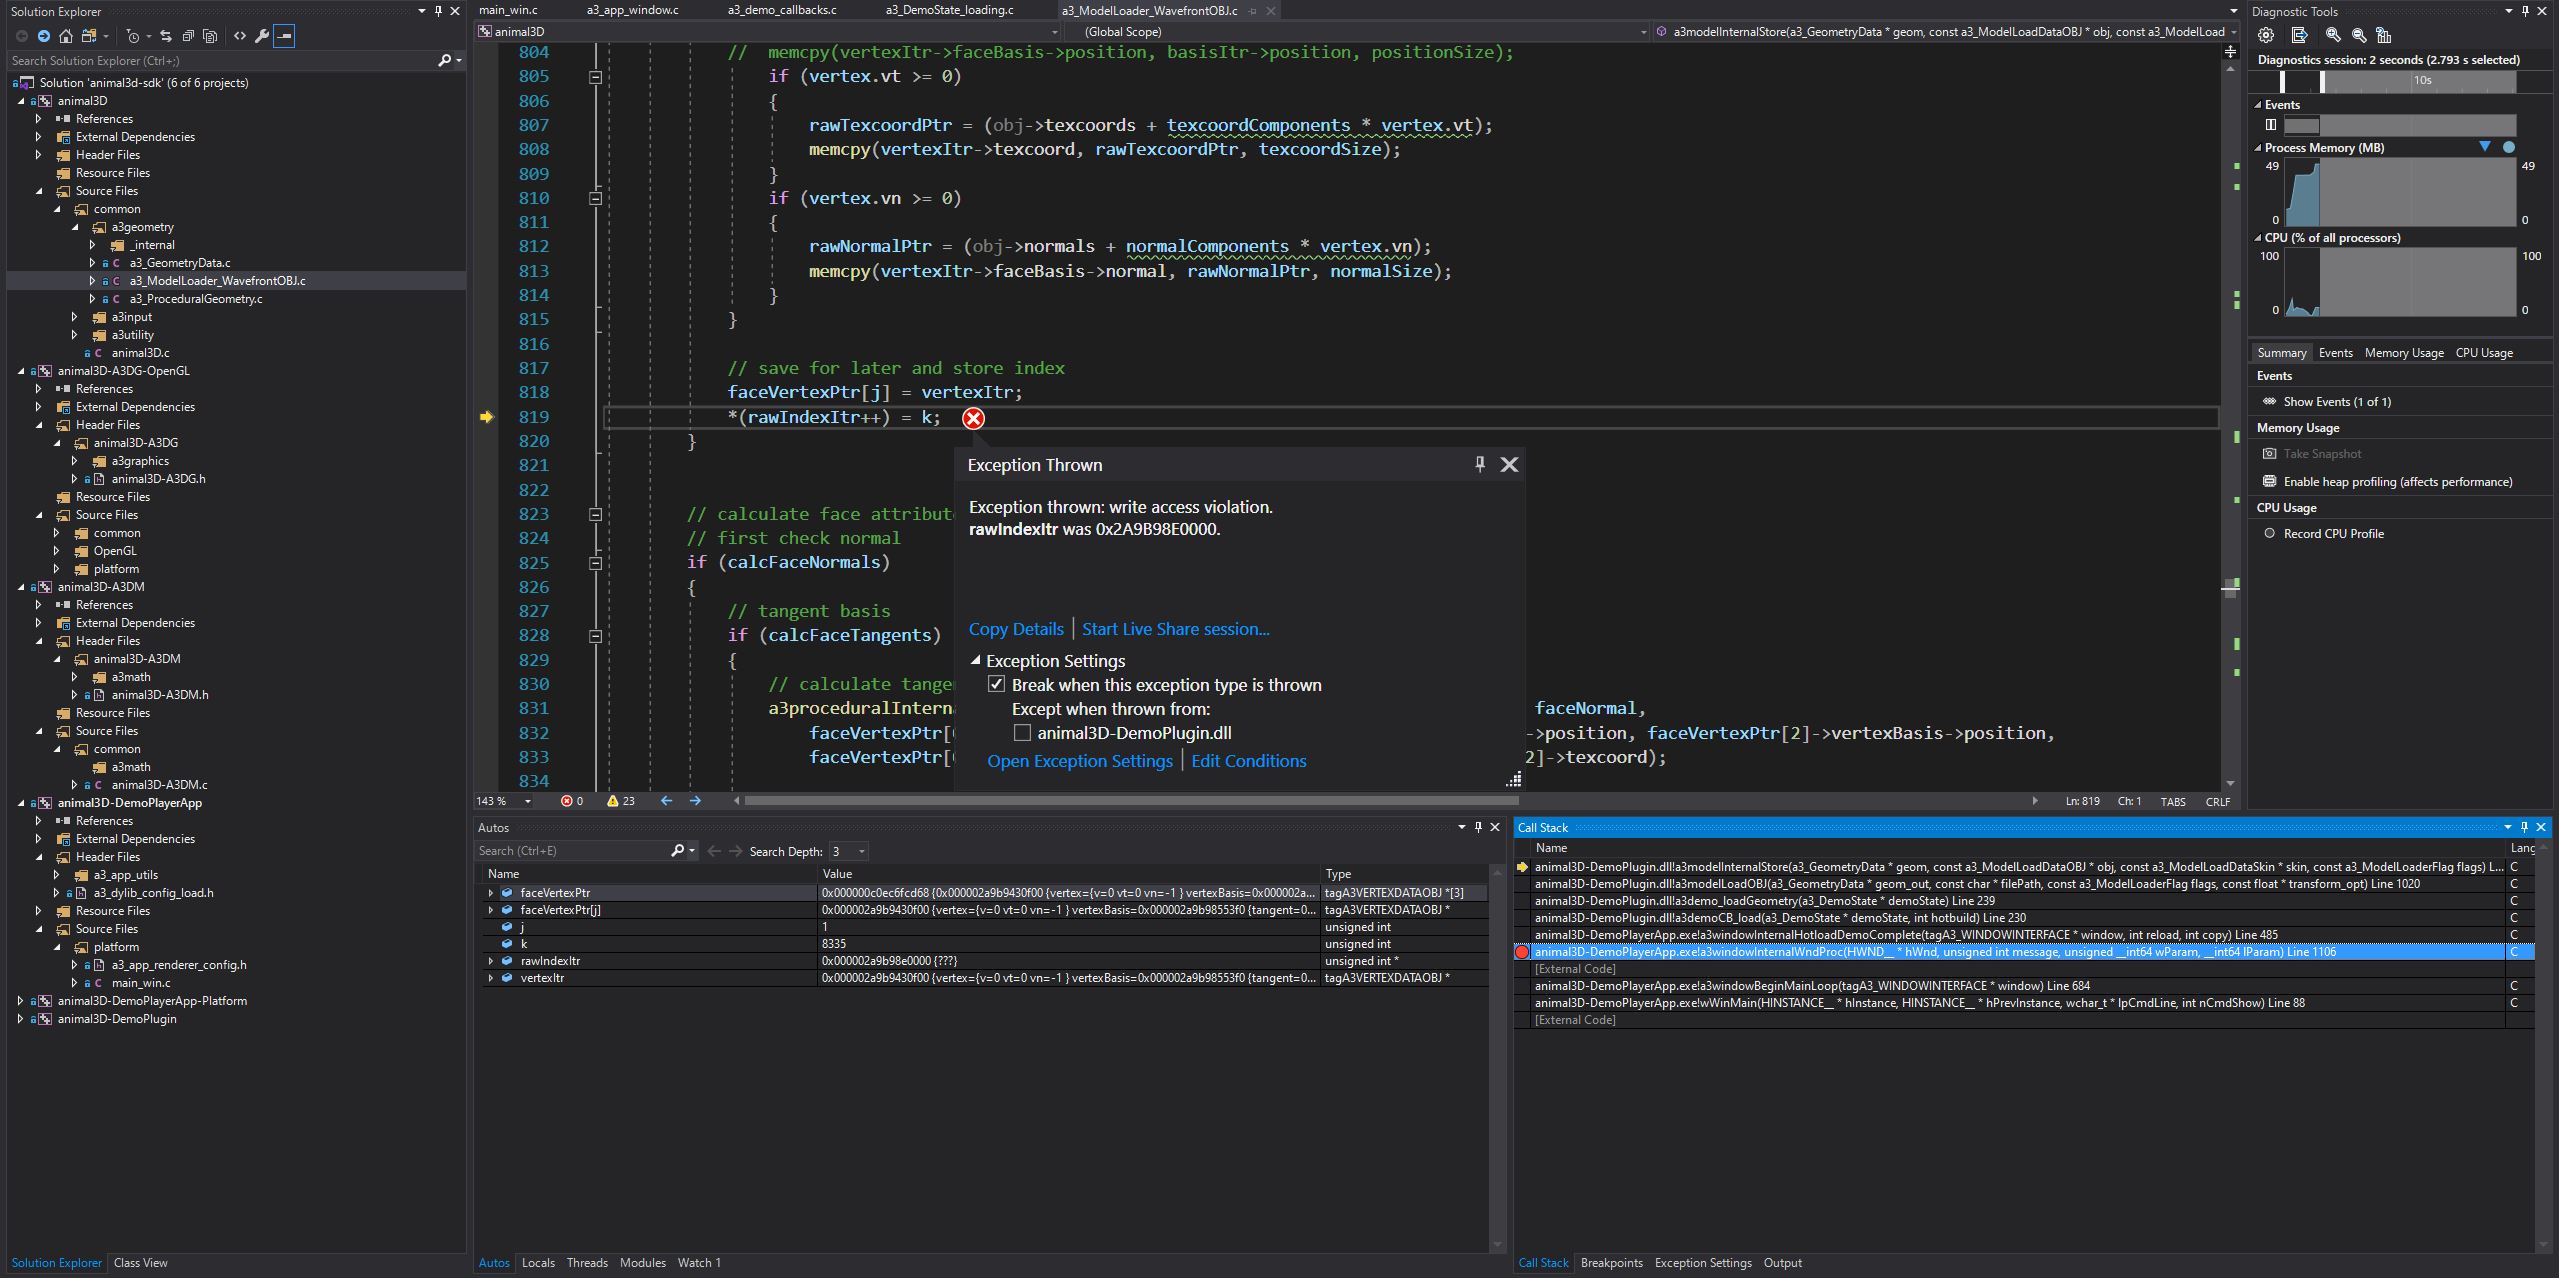 Solution Explorer
Search Solution Explorer (Ctrl+;)
Solution 'animal3d-sdk' (6 of 6 projects)
animal3D
References
External Dependencies
Header Files
Resource Files
Source Files
common
a3geometry
_internal
a3_GeometryData.c
a3_ModelLoader_WavefrontOBJ.c
a3_ProceduralGeometry.c
a3input
a3utility
animal3D.c
animal3D-A3DG-OpenGL
References
External Dependencies
Header Files
animal3D-A3DG
a3graphics
animal3D-A3DG.h
Resource Files
Source Files
common
OpenGL
platform
animal3D-A3DM
References
External Dependencies
Header Files
animal3D-A3DM
a3math
animal3D-A3DM.h
Resource Files
Source Files
common
a3math
animal3D-A3DM.c
animal3D-DemoPlayerApp
References
External Dependencies
Header Files
a3_app_utils
a3_dylib_config_load.h
Resource Files
Source Files
platform
a3_app_renderer_config.h
main_win.c
animal3D-DemoPlayerApp-Platform
animal3D-DemoPlugin
Solution Explorer Class View
main_win.c a3_app_window.c a3_demo_callbacks.c a3_DemoState_loading.c a3_ModelLoader_WavefrontOBJ.c
animal3D (Global Scope) a3modelInternalStore(a3_GeometryData * geom, const a3_ModelLoadDataOBJ * obj, const a3_ModelLoad
804 // memcpy(vertexItr->faceBasis->position, basisItr->position, positionSize);
805 if (vertex.vt >= 0)
806 {
807 rawTexcoordPtr = (obj->texcoords + texcoordComponents * vertex.vt);
808 memcpy(vertexItr->texcoord, rawTexcoordPtr, texcoordSize);
809 }
810 if (vertex.vn >= 0)
811 {
812 rawNormalPtr = (obj->normals + normalComponents * vertex.vn);
813 memcpy(vertexItr->faceBasis->normal, rawNormalPtr, normalSize);
814 }
815 }
816
817 // save for later and store index
818 faceVertexPtr[j] = vertexItr;
819 *(rawIndexItr++) = k;
820 }
821
822
823 // calculate face attribut
824 // first check normal
825 if (calcFaceNormals)
826 {
827 // tangent basis
828 if (calcFaceTangents)
829 {
830 // calculate tange
831 a3proceduralIntern faceNormal,
832 faceVertexPtr[ ->position, faceVertexPtr[2]->vertexBasis->position,
833 faceVertexPtr[ 2]->texcoord);
834
Exception Thrown
Exception thrown: write access violation.
rawIndexItr was 0x2A9B98E0000.
Copy Details | Start Live Share session...
Exception Settings
Break when this exception type is thrown
Except when thrown from:
animal3D-DemoPlugin.dll
Open Exception Settings | Edit Conditions
143 % 0 23 Ln: 819 Ch: 1 TABS CRLF
Autos
Search (Ctrl+E) Search Depth: 3
Name Value Type
faceVertexPtr 0x000000c0ec6fcd68 {0x000002a9b9430f00 {vertex={v=0 vt=0 vn=-1 } vertexBasis=0x000002a... tagA3VERTEXDATAOBJ *[3]
faceVertexPtr[j] 0x000002a9b9430f00 {vertex={v=0 vt=0 vn=-1 } vertexBasis=0x000002a9b98553f0 {tangent=0... tagA3VERTEXDATAOBJ *
j 1 unsigned int
k 8335 unsigned int
rawIndexItr 0x000002a9b98e0000 {???} unsigned int *
vertexItr 0x000002a9b9430f00 {vertex={v=0 vt=0 vn=-1 } vertexBasis=0x000002a9b98553f0 {tangent=0... tagA3VERTEXDATAOBJ *
Autos Locals Threads Modules Watch 1
Call Stack
Name Lang
animal3D-DemoPlugin.dll!a3modelInternalStore(a3_GeometryData * geom, const a3_ModelLoadDataOBJ * obj, const a3_ModelLoadDataSkin * skin, const a3_ModelLoaderFlag flags) L... C
animal3D-DemoPlugin.dll!a3modelLoadOBJ(a3_GeometryData * geom_out, const char * filePath, const a3_ModelLoaderFlag flags, const float * transform_opt) Line 1020 C
animal3D-DemoPlugin.dll!a3demo_loadGeometry(a3_DemoState * demoState) Line 239 C
animal3D-DemoPlugin.dll!a3demoCB_load(a3_DemoState * demoState, int hotbuild) Line 230 C
animal3D-DemoPlayerApp.exe!a3windowInternalHotloadDemoComplete(tagA3_WINDOWINTERFACE * window, int reload, int copy) Line 485 C
animal3D-DemoPlayerApp.exe!a3windowInternalWndProc(HWND__ * hWnd, unsigned int message, unsigned __int64 wParam, __int64 lParam) Line 1106 C
[External Code]
animal3D-DemoPlayerApp.exe!a3windowBeginMainLoop(tagA3_WINDOWINTERFACE * window) Line 684 C
animal3D-DemoPlayerApp.exe!wWinMain(HINSTANCE__ * hInstance, HINSTANCE__ * hPrevInstance, wchar_t * lpCmdLine, int nCmdShow) Line 88 C
[External Code]
Call Stack Breakpoints Exception Settings Output
Diagnostic Tools
Diagnostics session: 2 seconds (2.793 s selected)
10s
Events
Process Memory (MB)
49 49
0 0
CPU (% of all processors)
100 100
0 0
Summary Events Memory Usage CPU Usage
Events
Show Events (1 of 1)
Memory Usage
Take Snapshot
Enable heap profiling (affects performance)
CPU Usage
Record CPU Profile